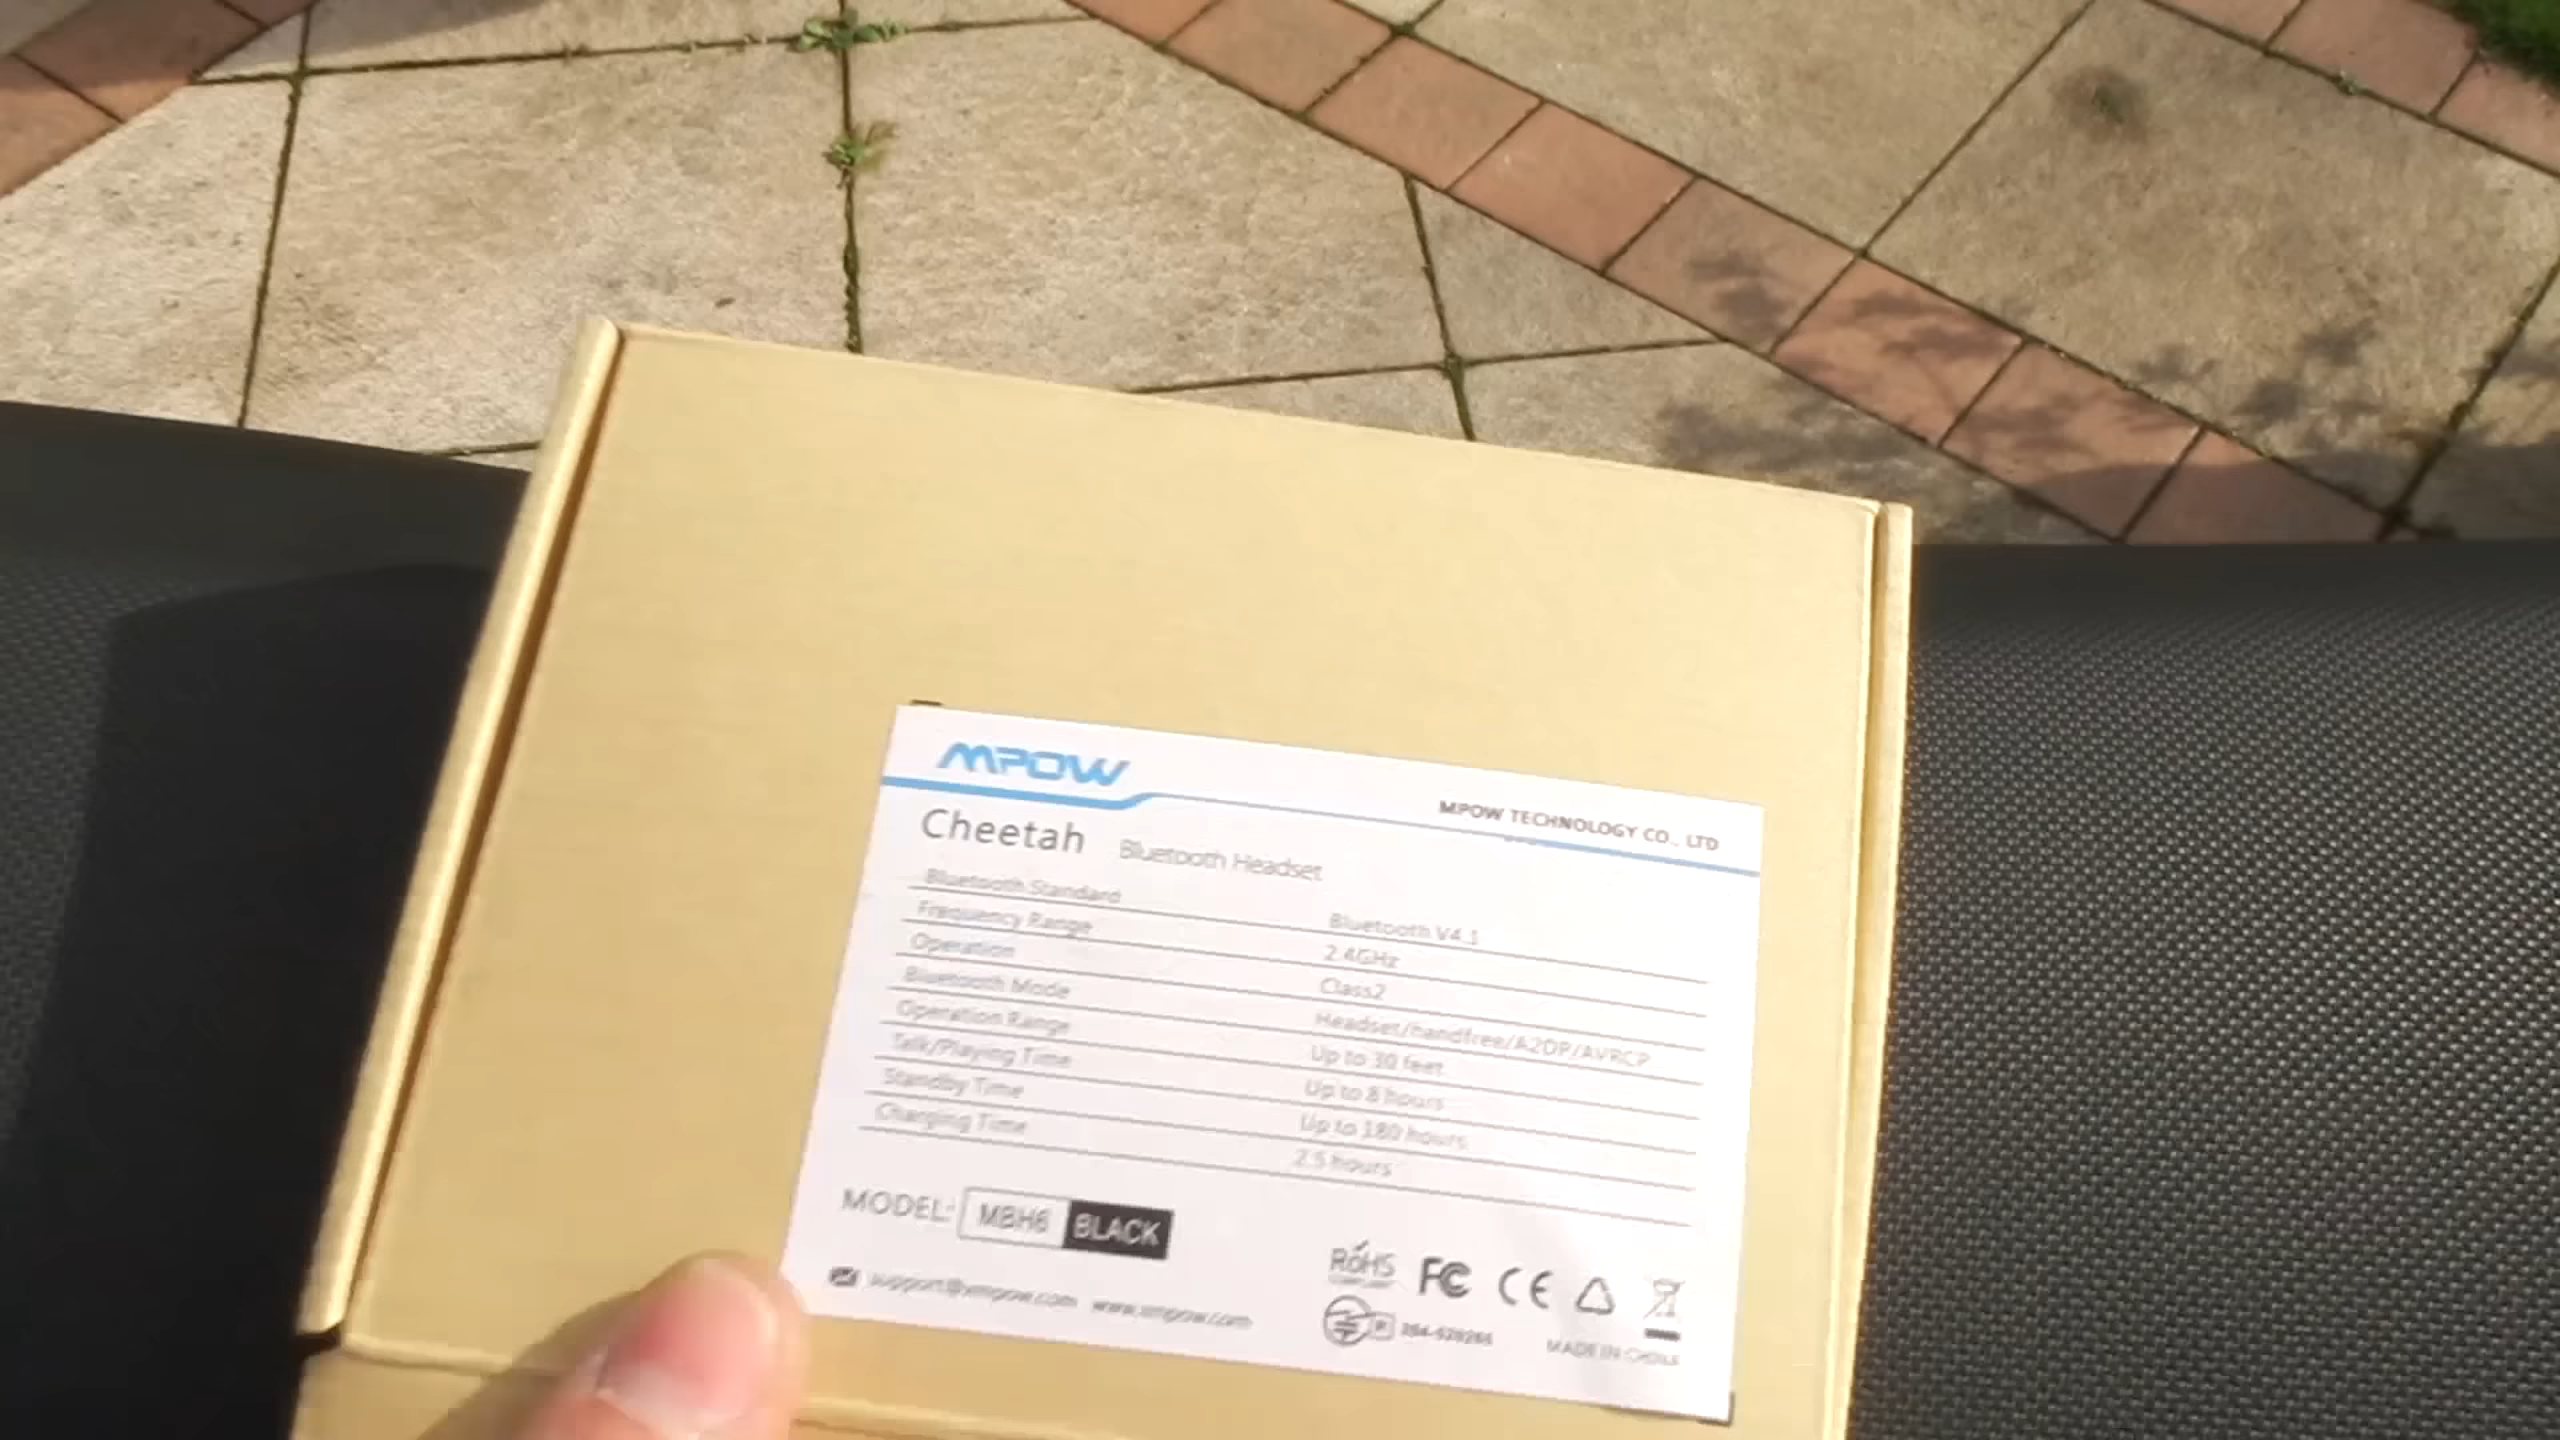 MPOW
MPOW TECHNOLOGY CO., LTD
Cheetah Bluetooth Headset
Bluetooth Standard Bluetooth V4.1
Frequency Range 2.4GHz
Operation Class2
Bluetooth Mode Headset/handfree/A2DP/AVRCP
Operation Range Up to 30 feet
Talk/Playing Time Up to 8 hours
Standby Time Up to 180 hours
Charging Time 2.5 hours
MODEL: MBH6 BLACK
support@xmpow.com www.xmpow.com
RoHS FC CE
R
MADE IN CHINA